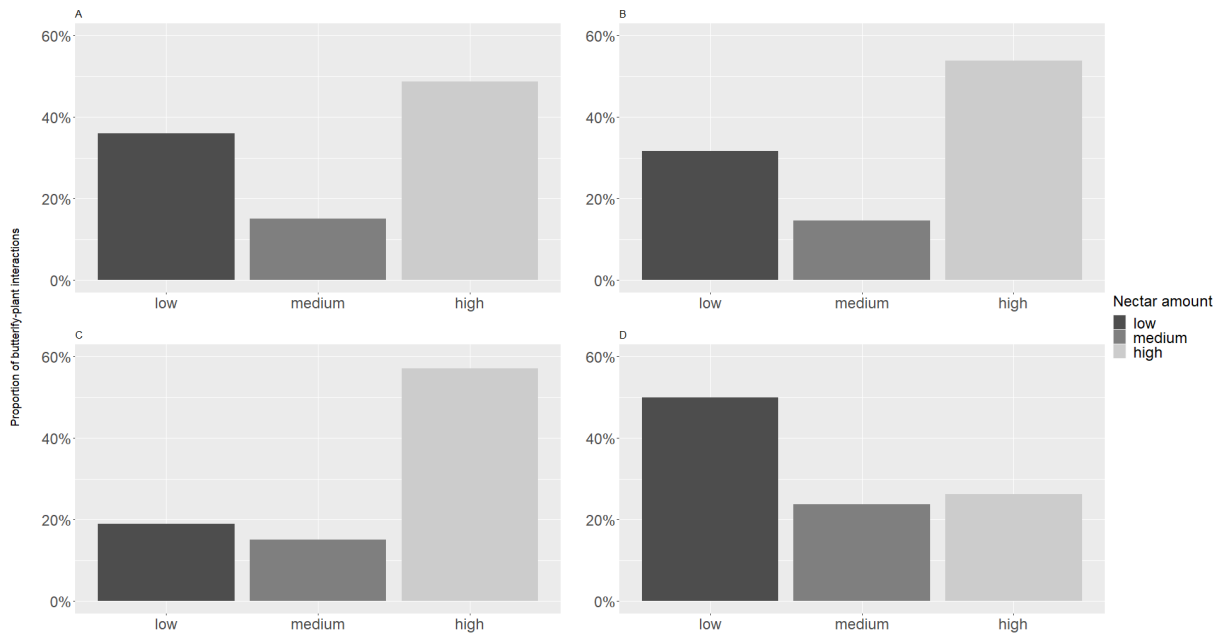 Proportion of butterify-plant interactions
A
60%
40%
20%
0%
low medium high
B
60%
40%
20%
0%
low medium high
C
60%
40%
20%
0%
low medium high
D
60%
40%
20%
0%
low medium high
Nectar amount
low
medium
high